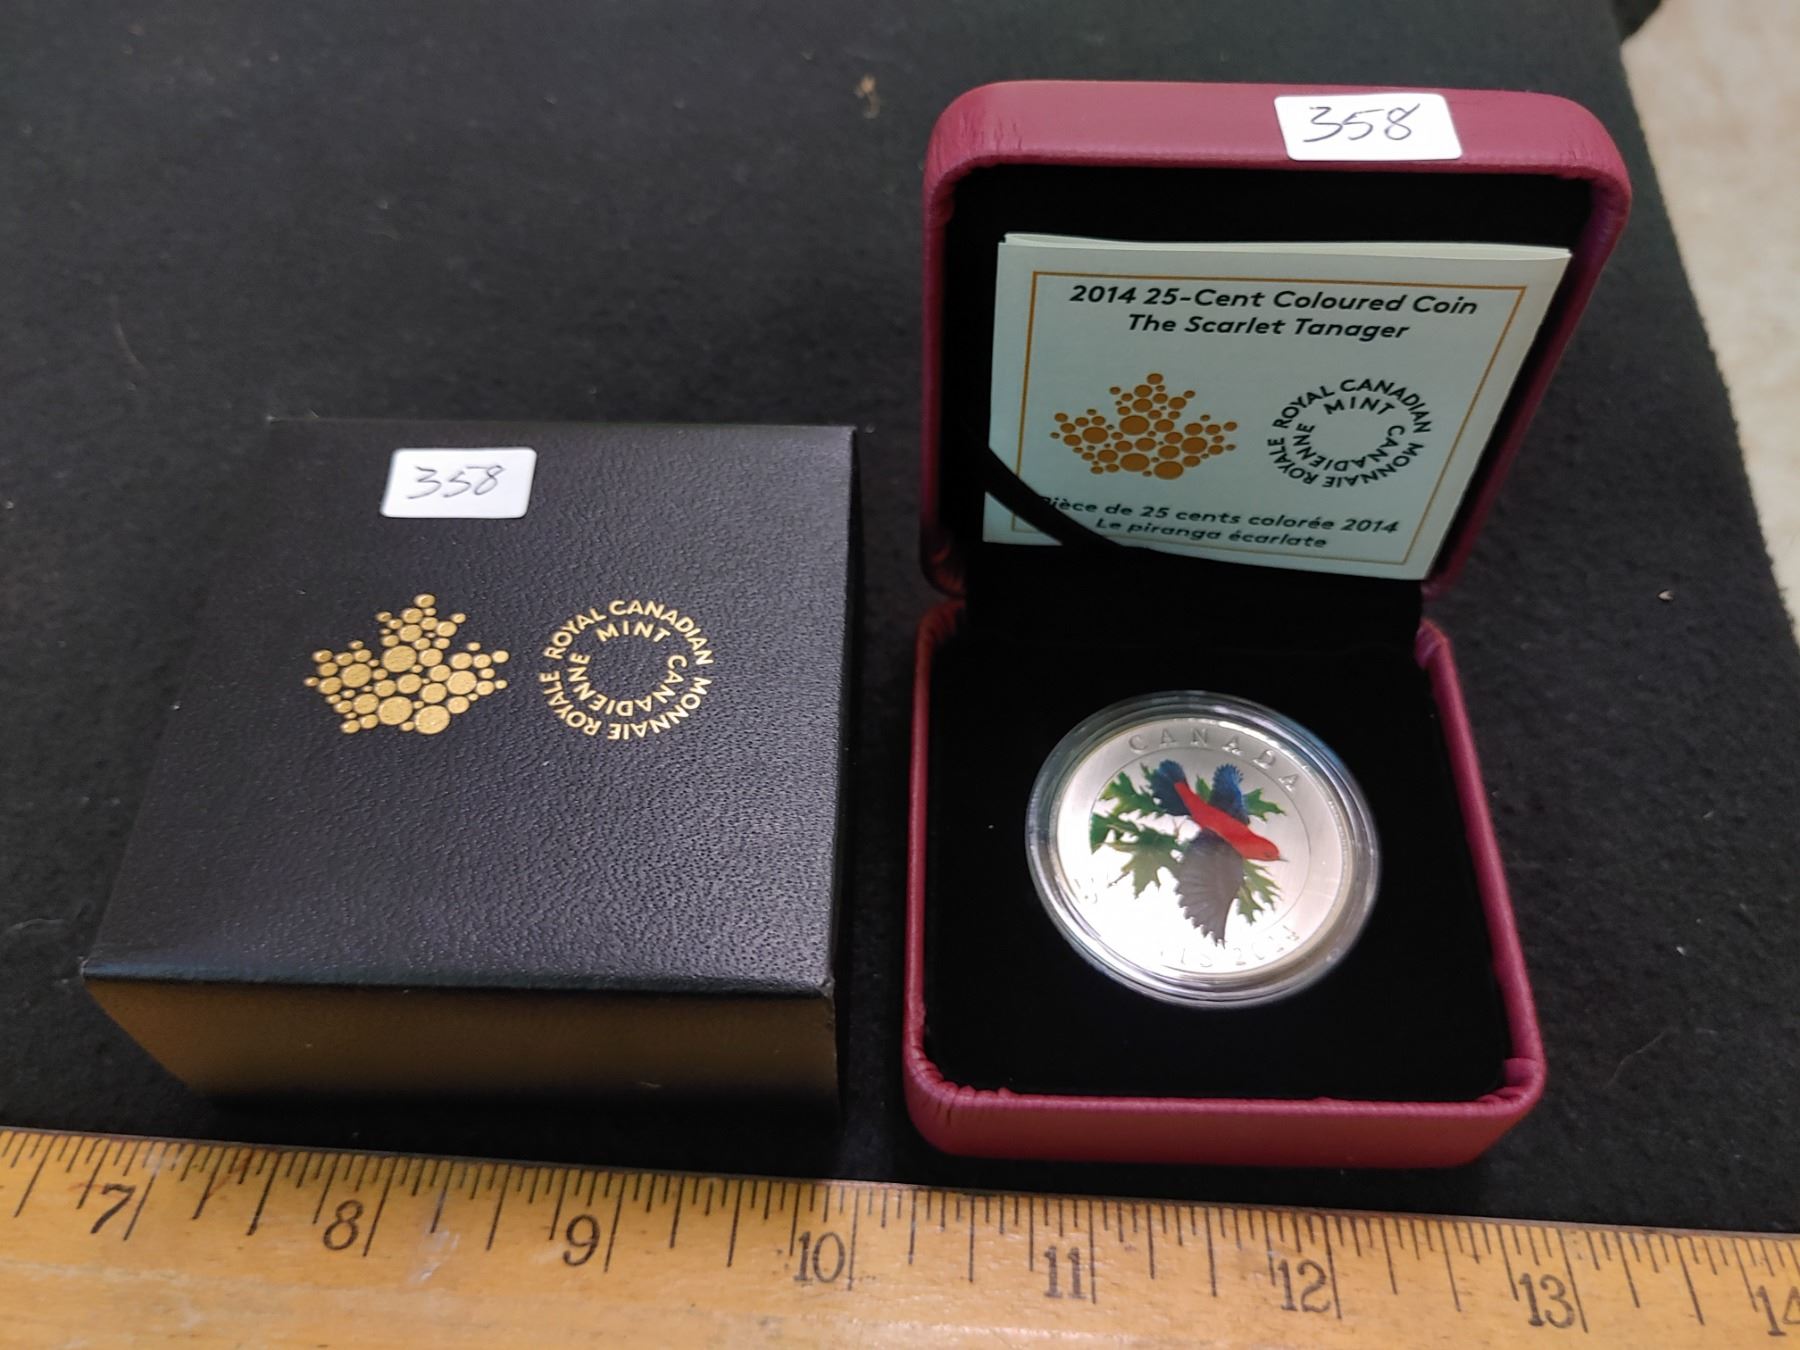 358
ROYAL CANADIAN MINT
MONNAIE ROYALE CANADIENNE
358
2014 25-Cent Coloured Coin
The Scarlet Tanager
ROYAL CANADIAN MINT
MONNAIE ROYALE CANADIENNE
Pièce de 25 cents colorée 2014
Le piranga écarlate
CANADA
2014
7 8 9 10 11 12 13 14